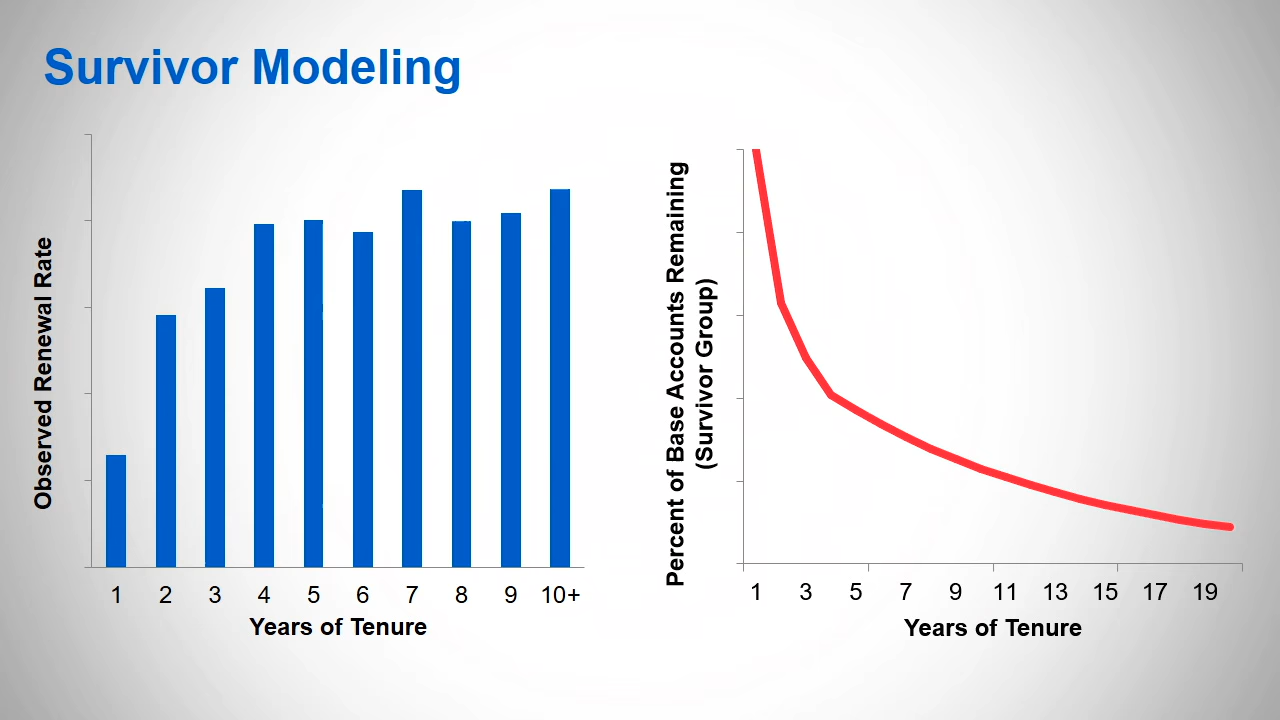 Survivor Modeling
Observed Renewal Rate
1 2 3 4 5 6 7 8 9 10+
Years of Tenure
Percent of Base Accounts Remaining
(Survivor Group)
1 3 5 7 9 11 13 15 17 19
Years of Tenure